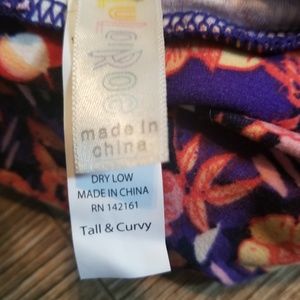 LuLaRoe
made in
china
DRY LOW
MADE IN CHINA
RN 142161
Tall & Curvy